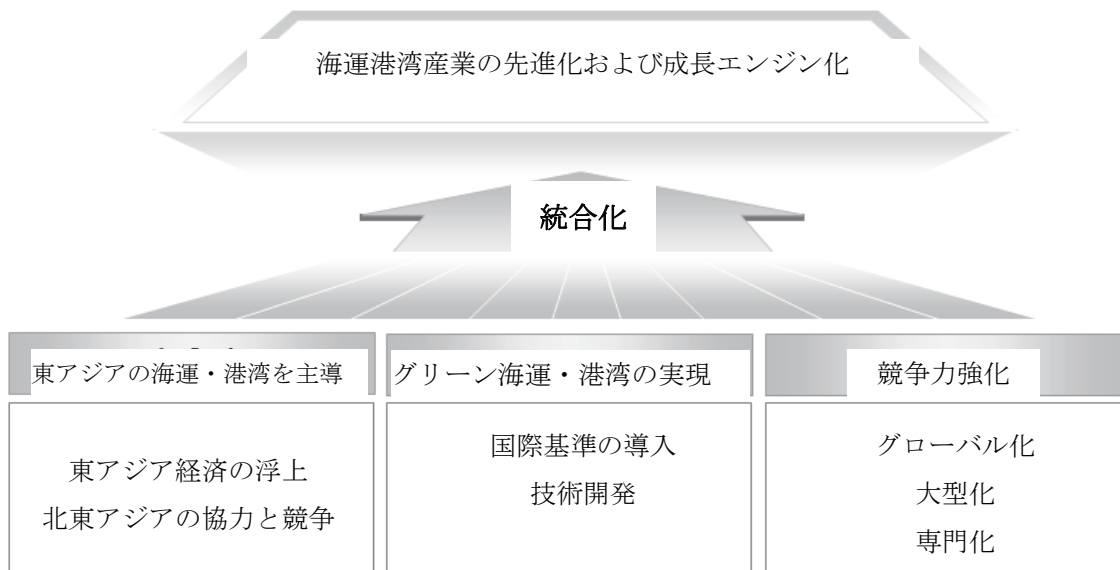 海運港湾産業の先進化および成長エンジン化
統合化
東アジアの海運・港湾を主導
グリーン海運・港湾の実現
競争力強化
東アジア経済の浮上
北東アジアの協力と競争
国際基準の導入
技術開発
グローバル化
大型化
専門化